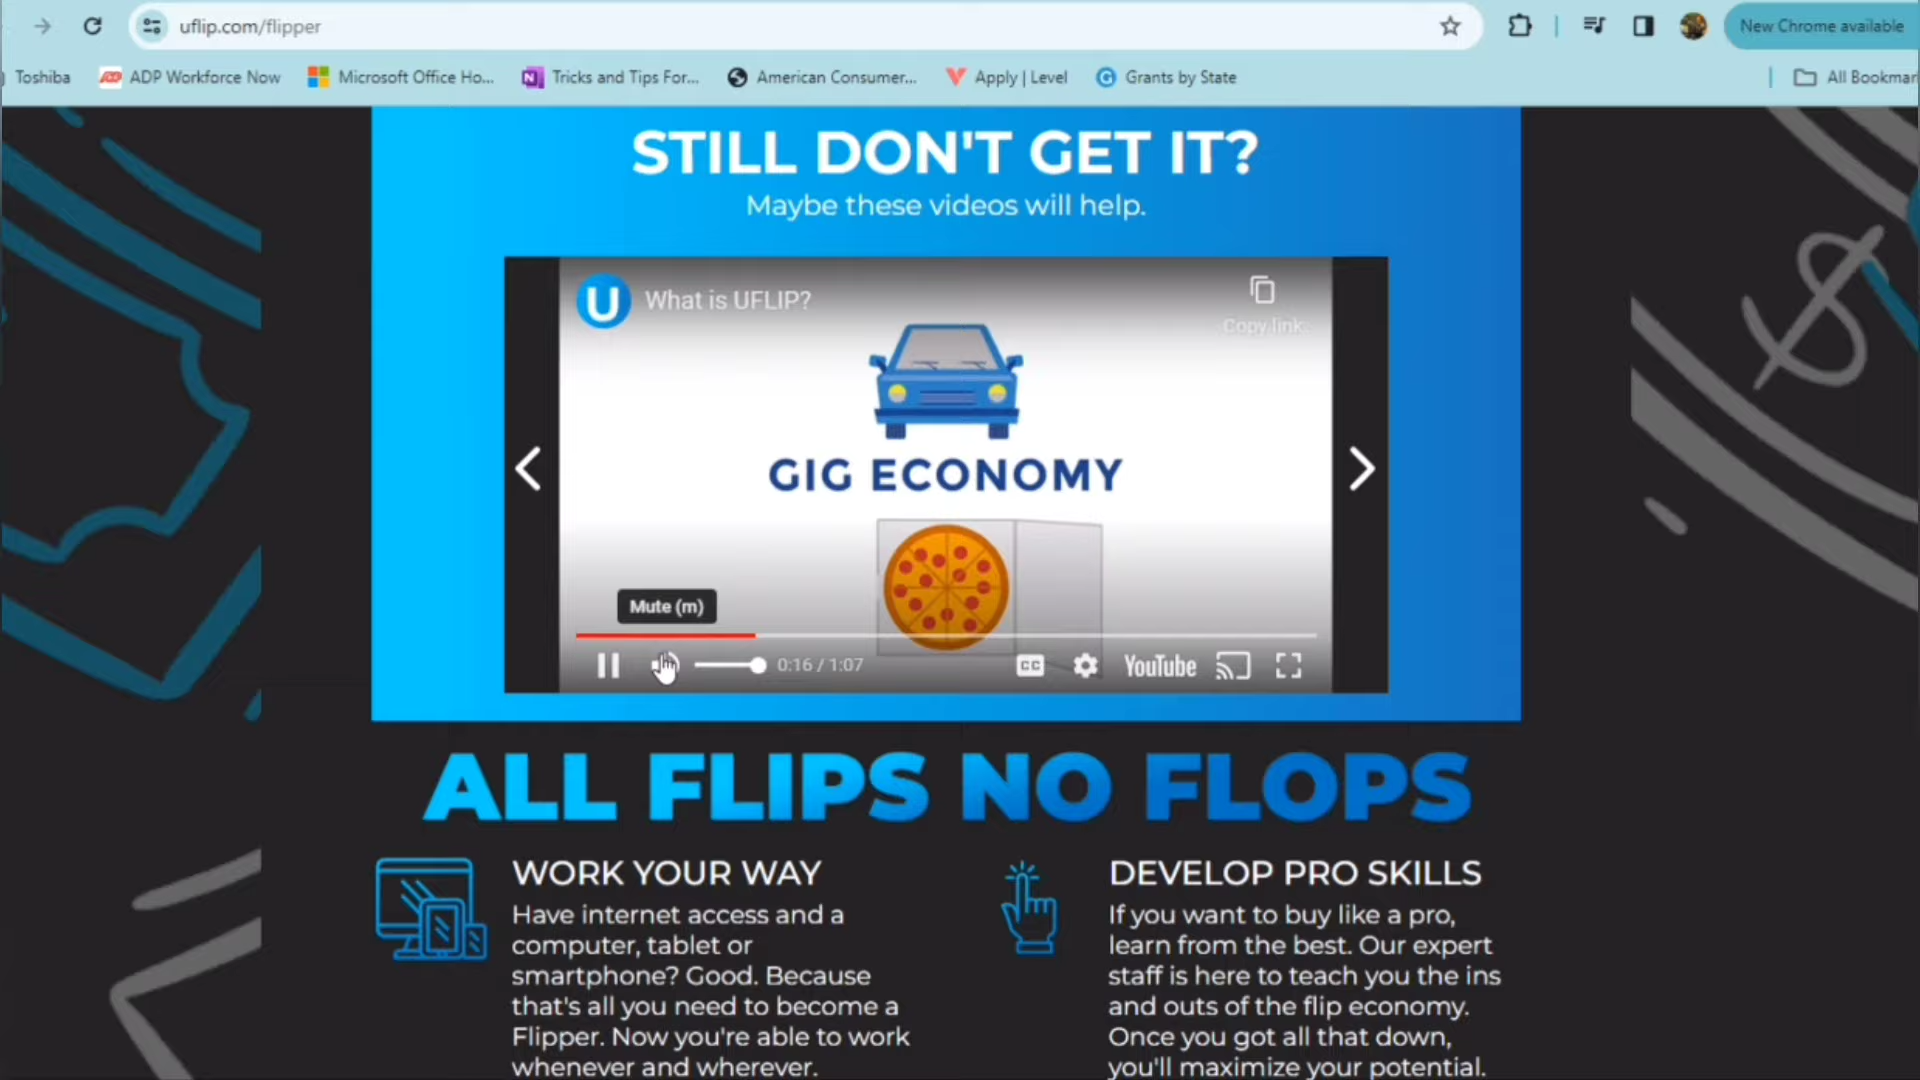 uflip.com/flipper
New Chrome available
Toshiba
ADP Workforce Now
Microsoft Office Ho...
Tricks and Tips For...
American Consumer...
Apply | Level
Grants by State
All Bookmar
STILL DON'T GET IT?
Maybe these videos will help.
U
What is UFLIP?
Copy link
GIG ECONOMY
Mute (m)
0:16 / 1:07
CC
YouTube
ALL FLIPS NO FLOPS
WORK YOUR WAY
Have internet access and a
computer, tablet or
smartphone? Good. Because
that's all you need to become a
Flipper. Now you're able to work
whenever and wherever.
DEVELOP PRO SKILLS
If you want to buy like a pro,
learn from the best. Our expert
staff is here to teach you the ins
and outs of the flip economy.
Once you got all that down,
you'll maximize your potential.